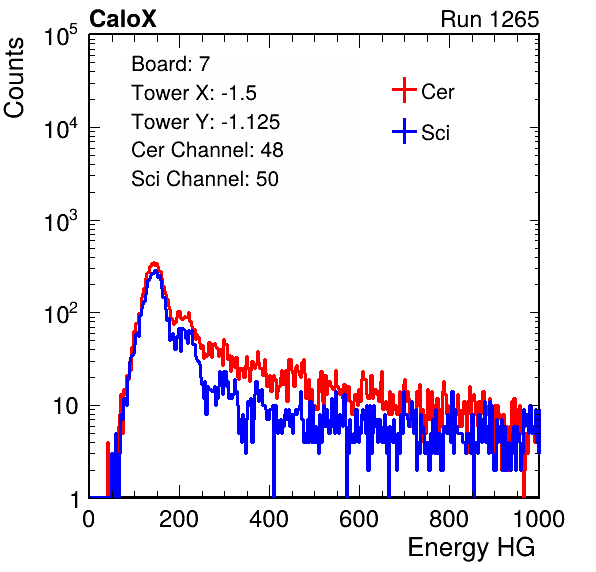 CaloX Run 1265
Counts
Board: 7
Tower X: -1.5
Tower Y: -1.125
Cer Channel: 48
Sci Channel: 50
Cer
Sci
10^5
10^4
10^3
10^2
10
1
0 200 400 600 800 1000
Energy HG